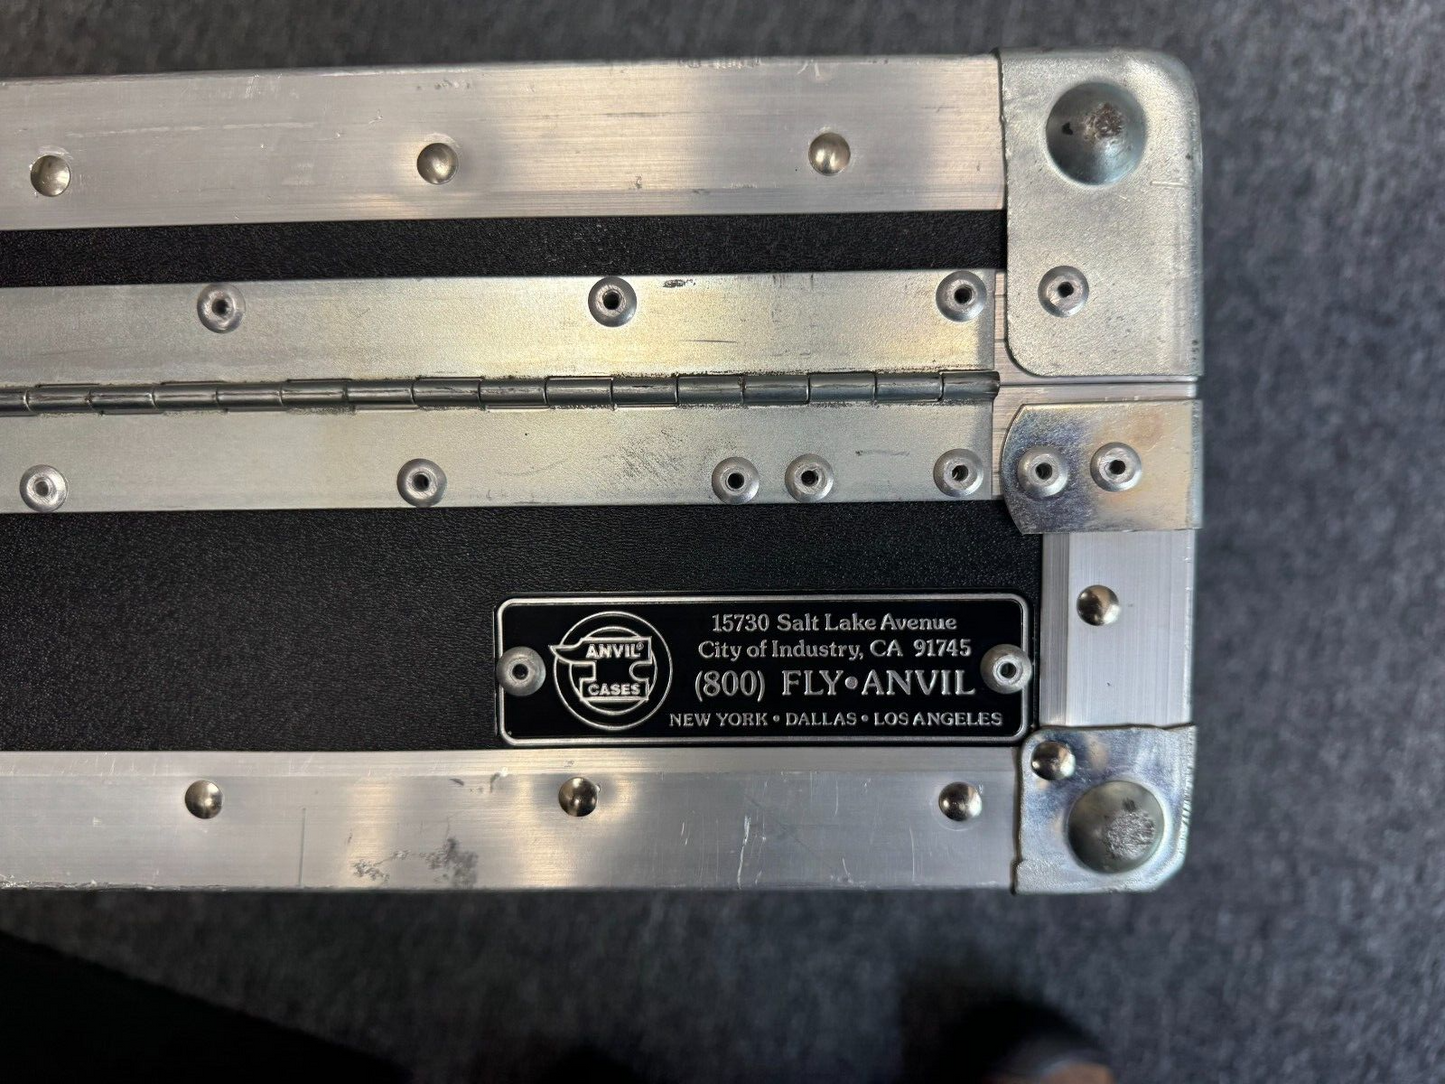 ANVIL®
CASES
15730 Salt Lake Avenue
City of Industry, CA 91745
(800) FLY•ANVIL
NEW YORK • DALLAS • LOS ANGELES